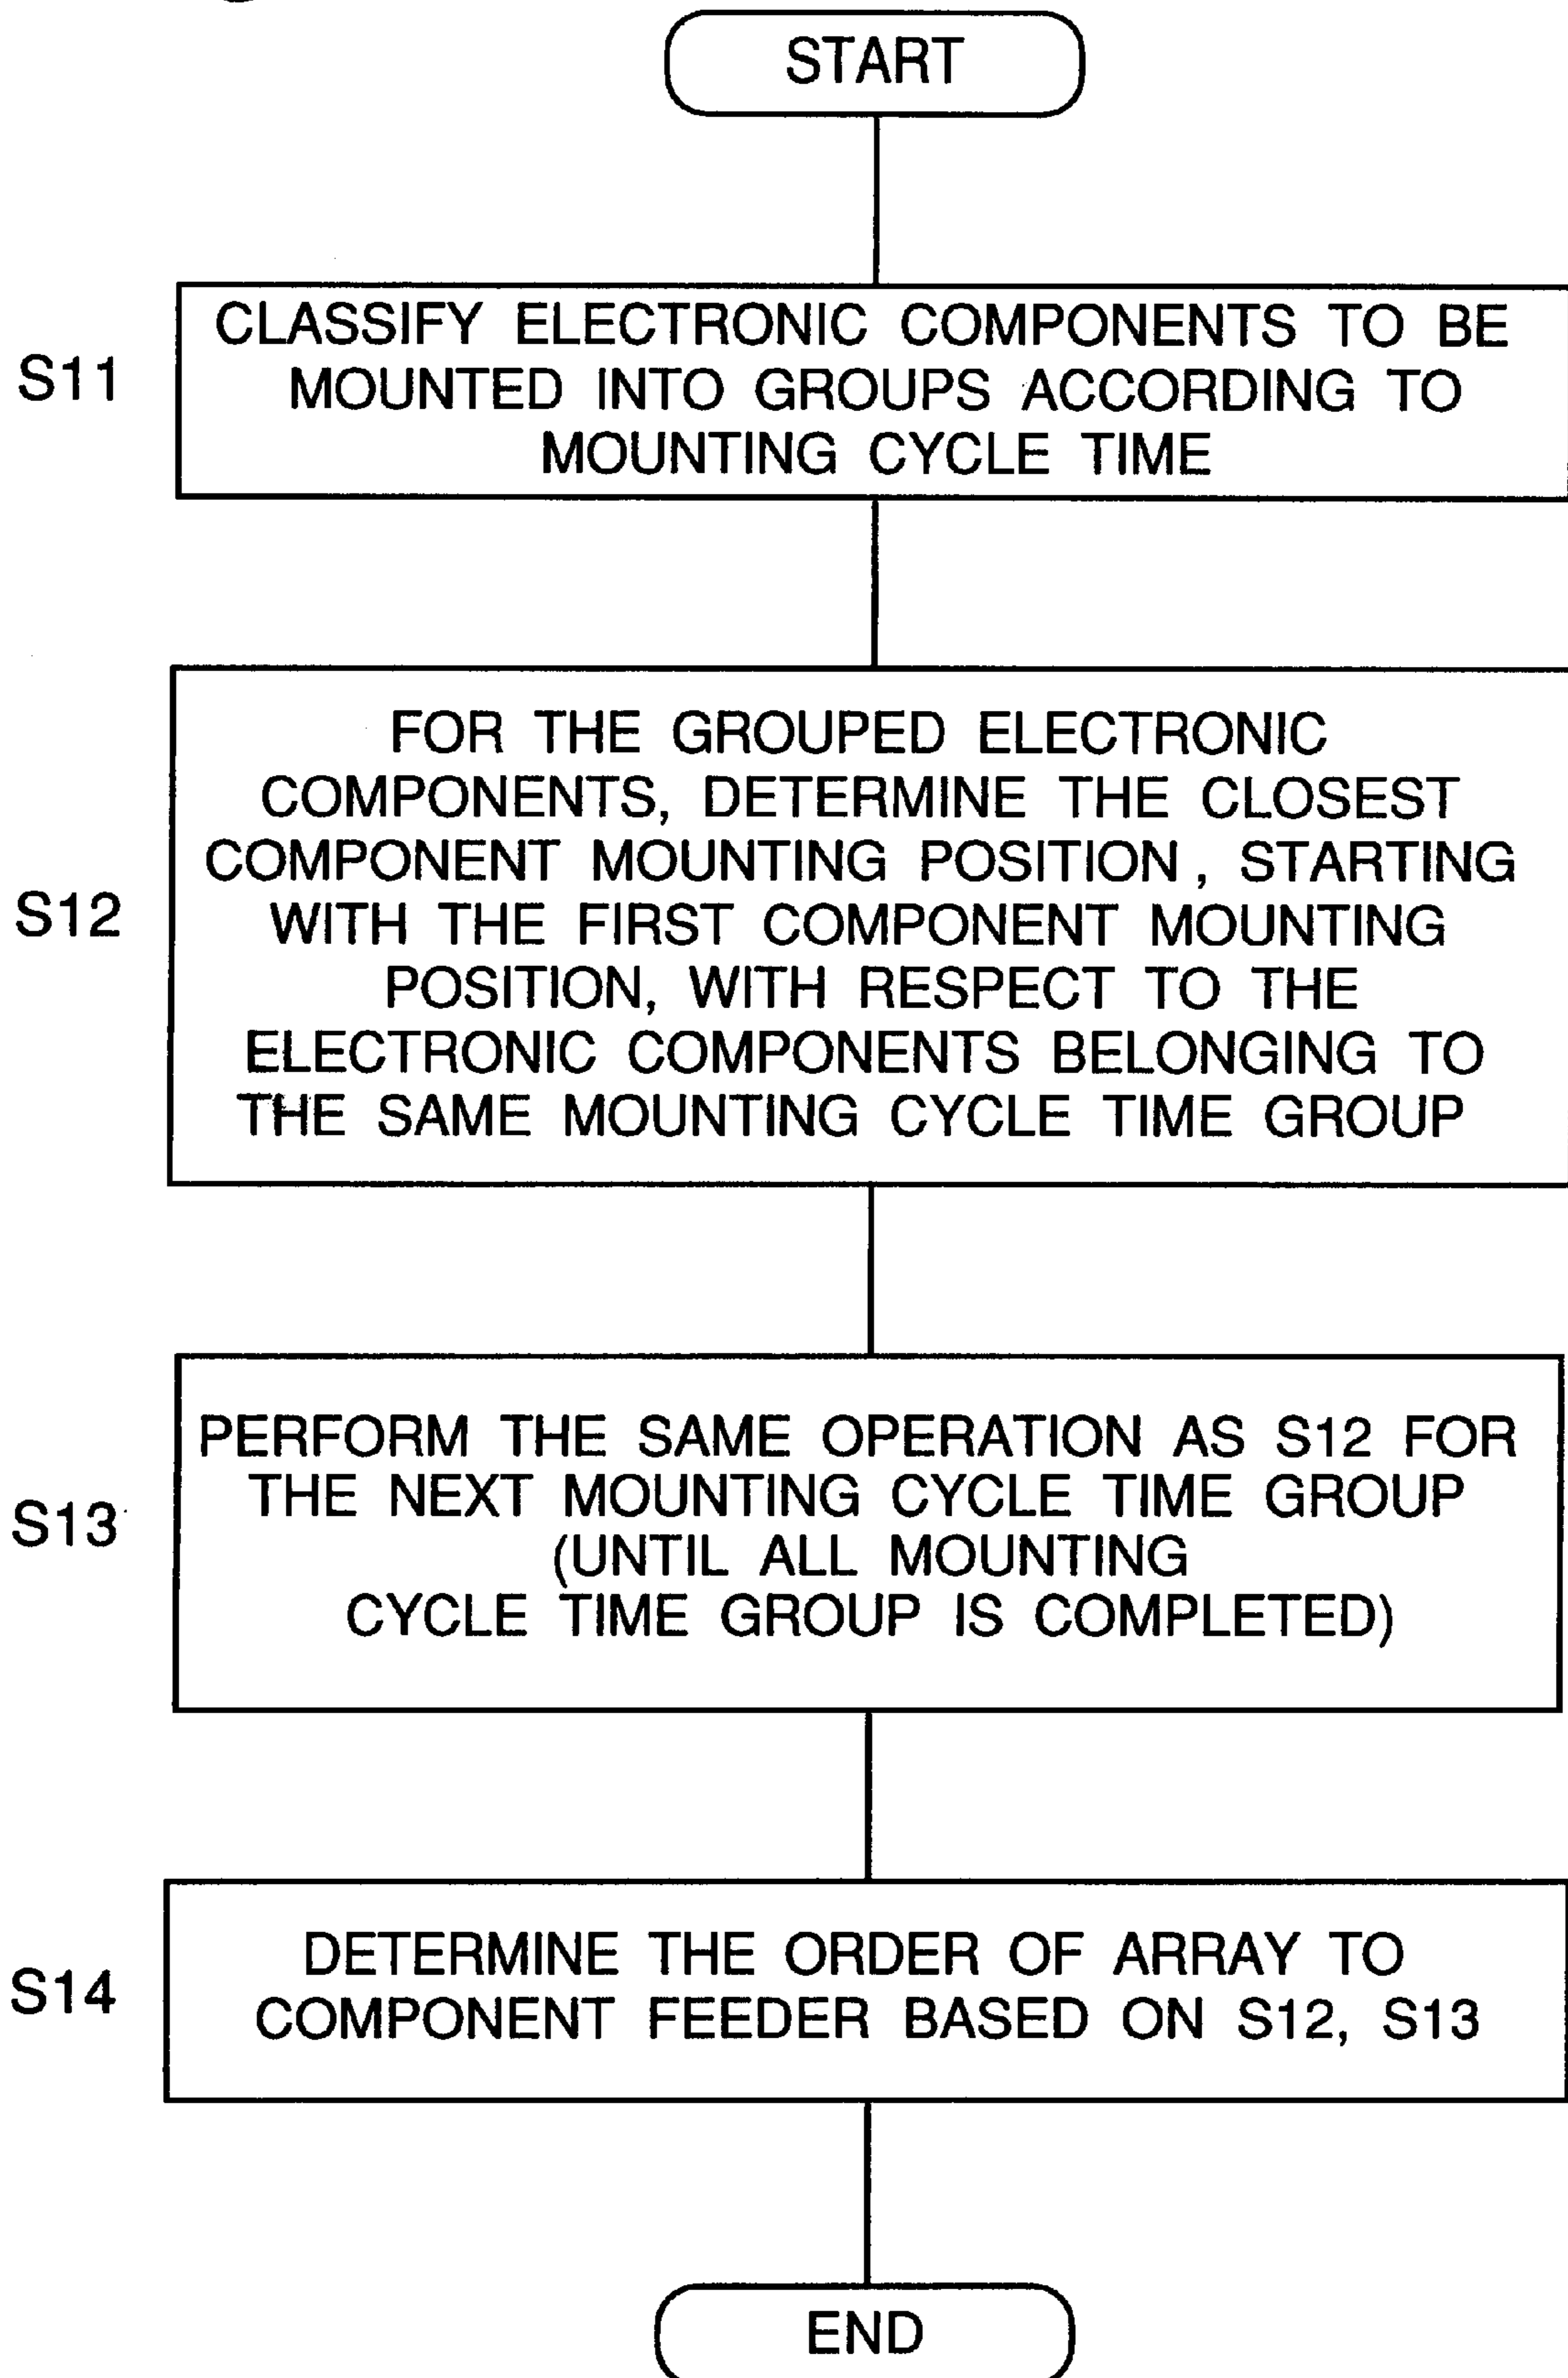 START
S11
CLASSIFY ELECTRONIC COMPONENTS TO BE
MOUNTED INTO GROUPS ACCORDING TO
MOUNTING CYCLE TIME
S12
FOR THE GROUPED ELECTRONIC
COMPONENTS, DETERMINE THE CLOSEST
COMPONENT MOUNTING POSITION, STARTING
WITH THE FIRST COMPONENT MOUNTING
POSITION, WITH RESPECT TO THE
ELECTRONIC COMPONENTS BELONGING TO
THE SAME MOUNTING CYCLE TIME GROUP
S13
PERFORM THE SAME OPERATION AS S12 FOR
THE NEXT MOUNTING CYCLE TIME GROUP
(UNTIL ALL MOUNTING
CYCLE TIME GROUP IS COMPLETED)
S14
DETERMINE THE ORDER OF ARRAY TO
COMPONENT FEEDER BASED ON S12, S13
END